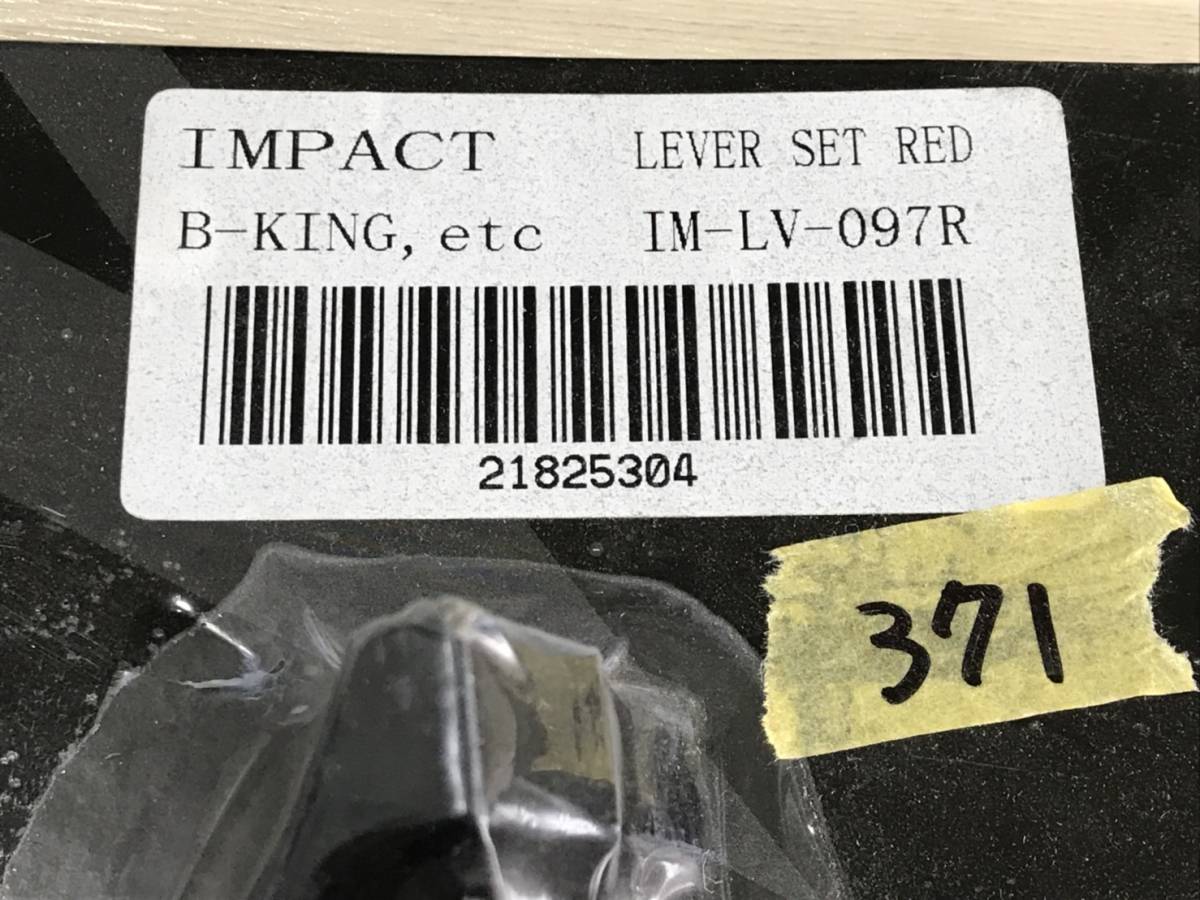 IMPACT LEVER SET RED
B-KING, etc IM-LV-097R
21825304
371